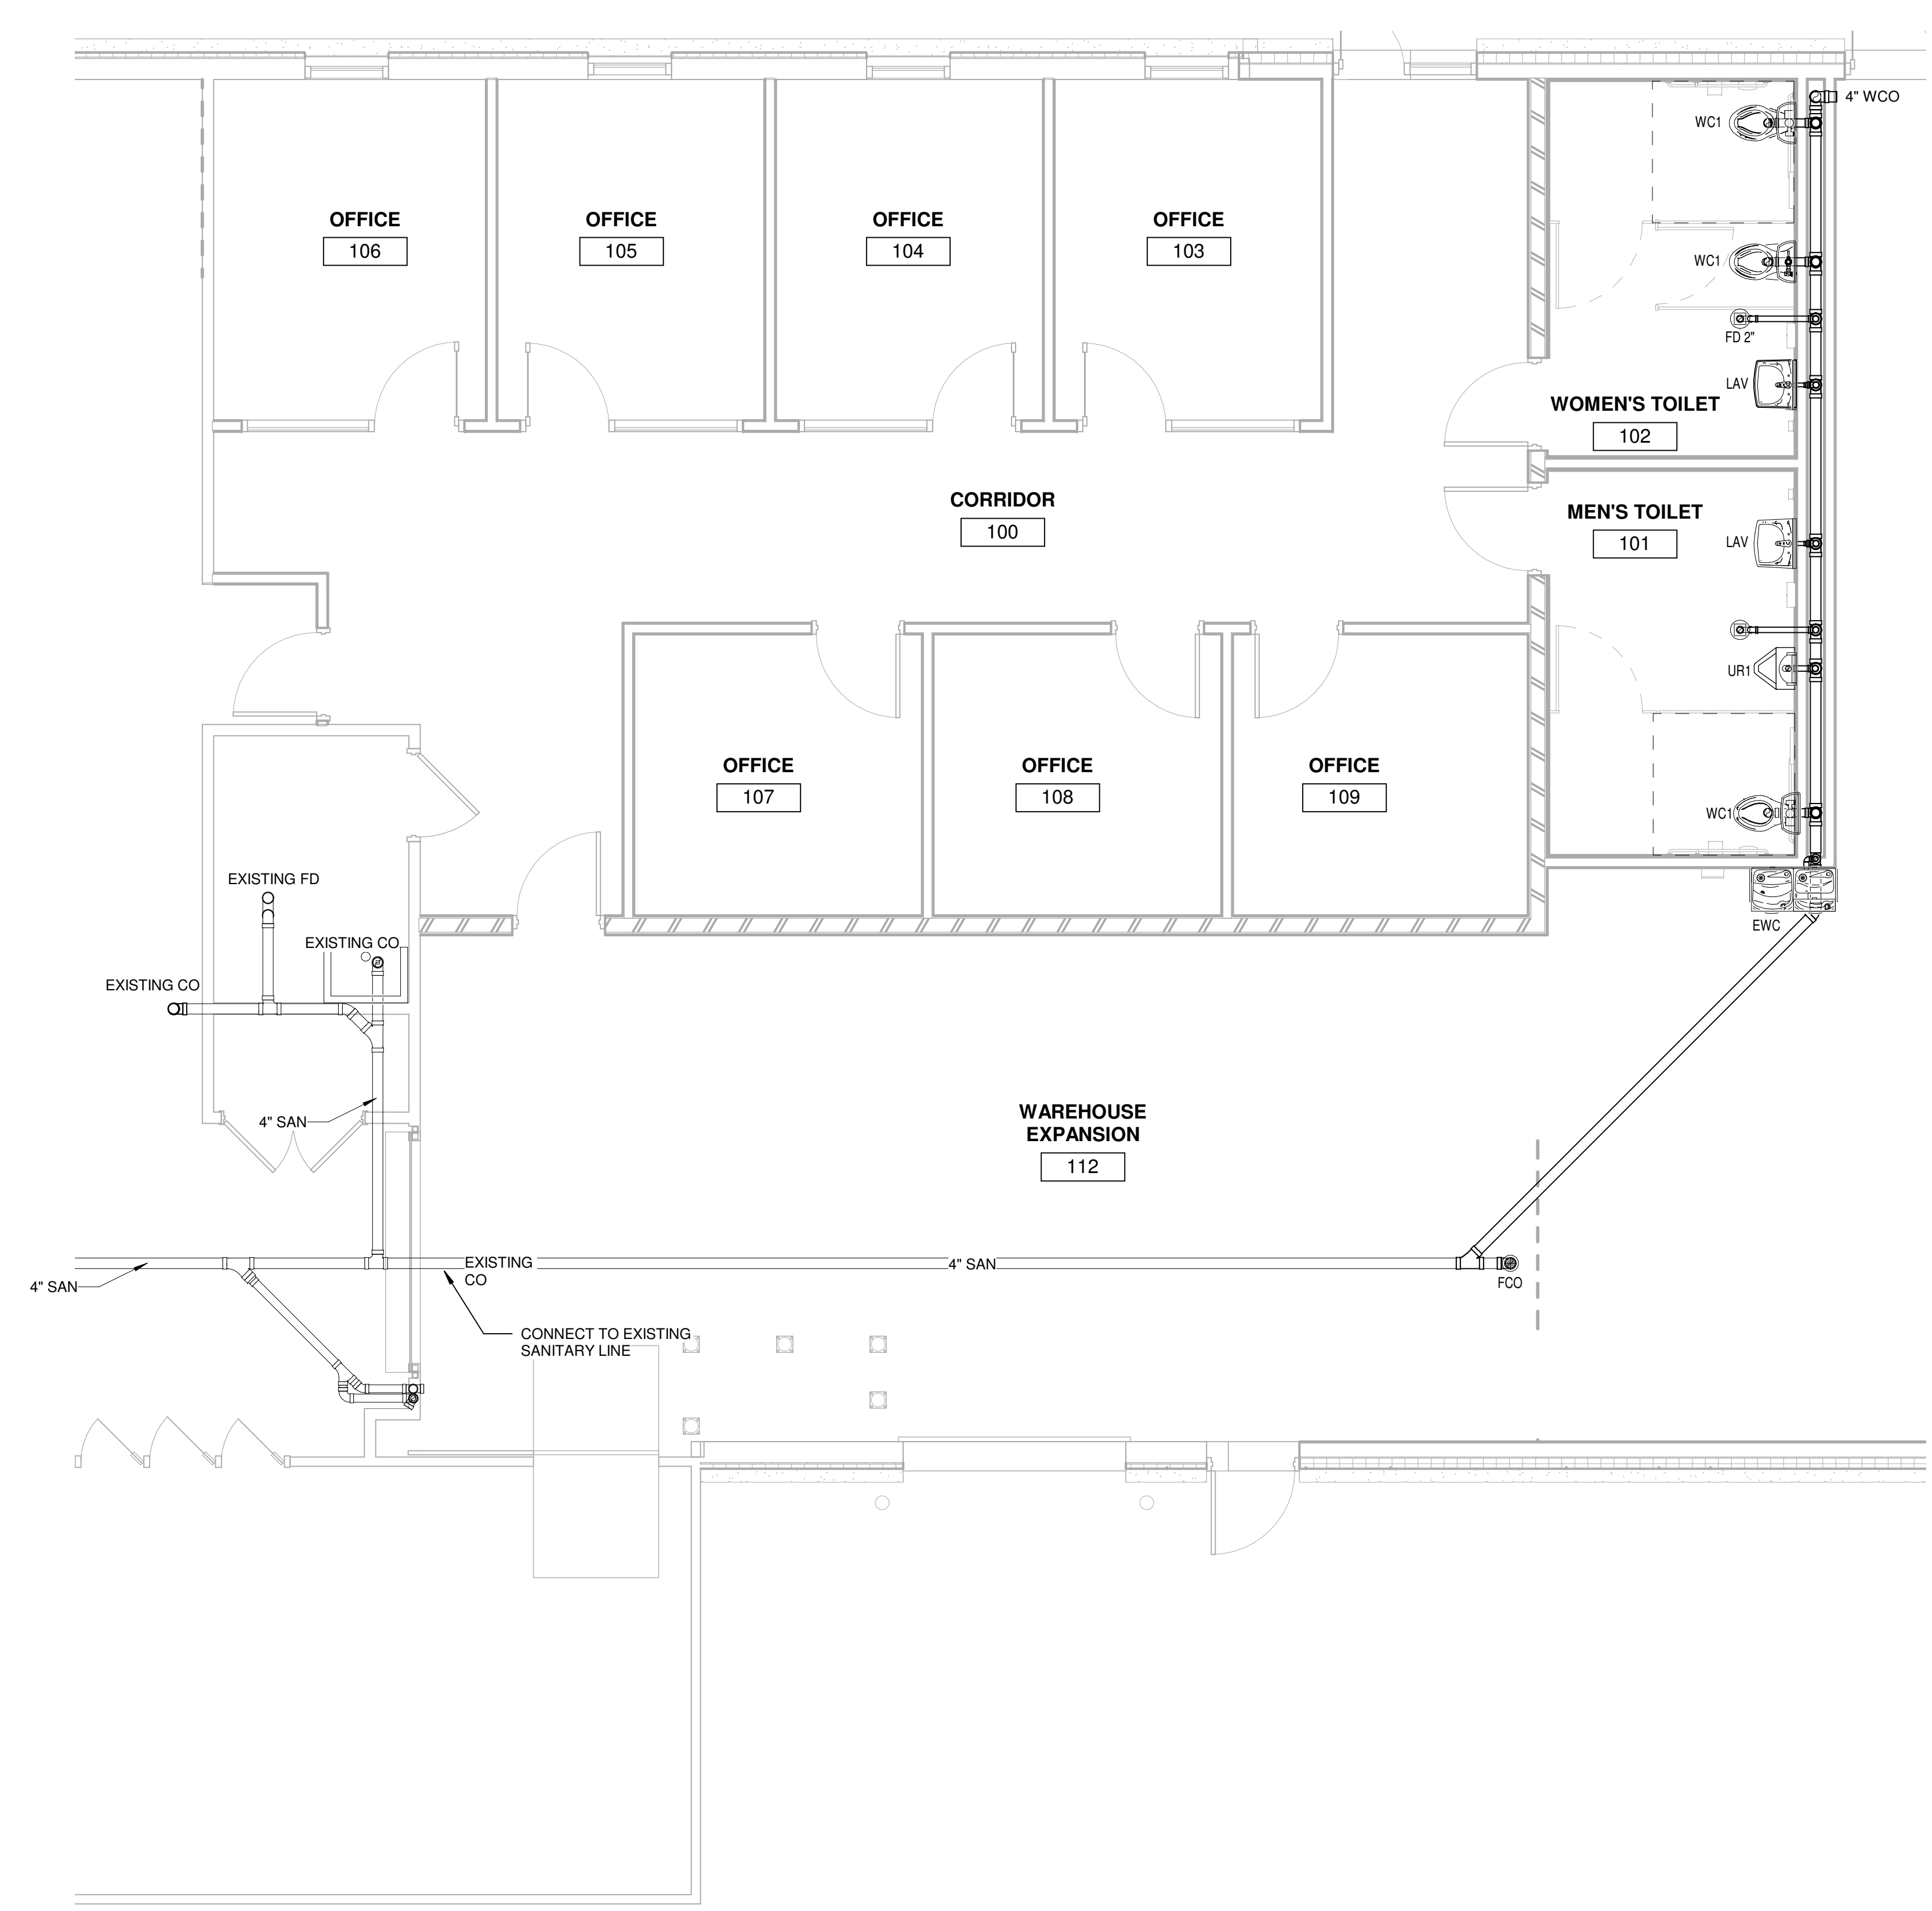 4" WCO
WC1
OFFICE
106
OFFICE
105
OFFICE
104
OFFICE
103
WC1
FD 2"
LAV
WOMEN'S TOILET
102
CORRIDOR
100
MEN'S TOILET
101
LAV
UR1
OFFICE
107
OFFICE
108
OFFICE
109
WC1
EXISTING FD
EWC
EXISTING CO
EXISTING CO
4" SAN
WAREHOUSE
EXPANSION
112
EXISTING
CO
4" SAN
4" SAN
FCO
CONNECT TO EXISTING
SANITARY LINE